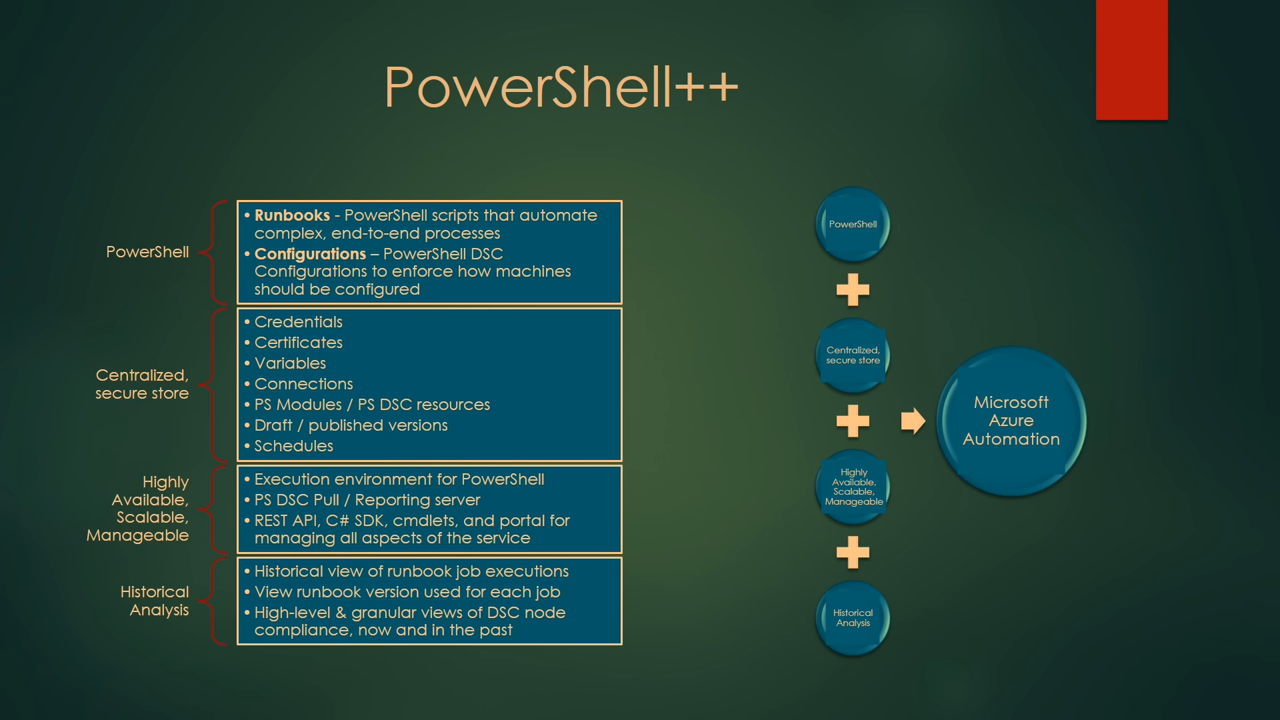 PowerShell++
PowerShell
• Runbooks - PowerShell scripts that automate
complex, end-to-end processes
• Configurations – PowerShell DSC
Configurations to enforce how machines
should be configured
Centralized,
secure store
• Credentials
• Certificates
• Variables
• Connections
• PS Modules / PS DSC resources
• Draft / published versions
• Schedules
Highly
Available,
Scalable,
Manageable
• Execution environment for PowerShell
• PS DSC Pull / Reporting server
• REST API, C# SDK, cmdlets, and portal for
managing all aspects of the service
Historical
Analysis
• Historical view of runbook job executions
• View runbook version used for each job
• High-level & granular views of DSC node
compliance, now and in the past
PowerShell
Centralized,
secure store
Highly
Available,
Scalable,
Manageable
Historical
Analysis
Microsoft
Azure
Automation